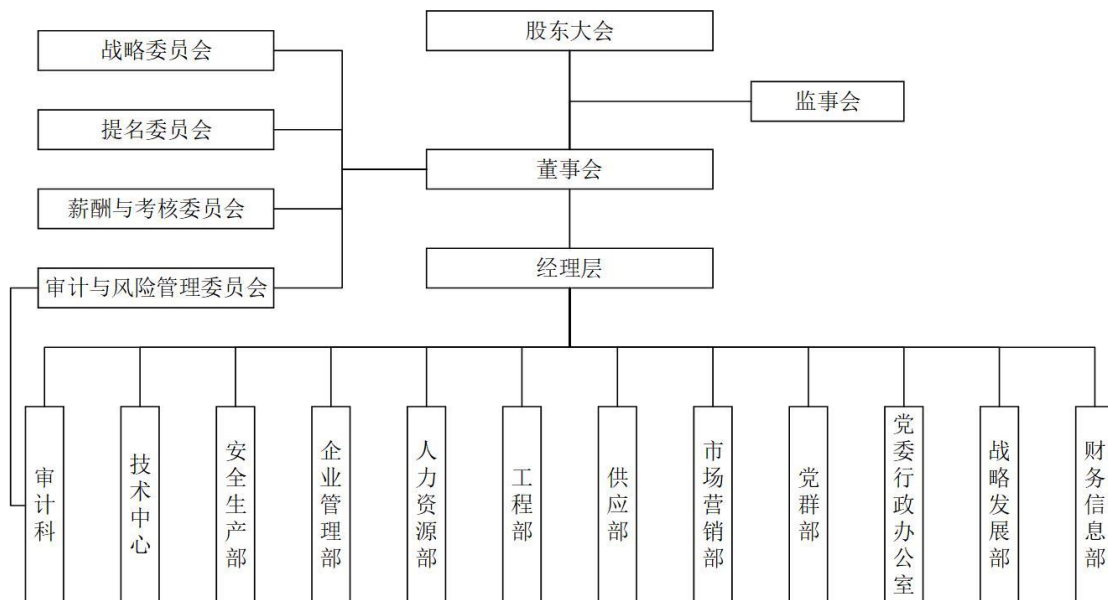 股东大会
战略委员会
监事会
提名委员会
董事会
薪酬与考核委员会
经理层
审计与风险管理委员会
审计科
技术中心
安全生产部
企业管理部
人力资源部
工程部
供应部
市场营销部
党群部
党委行政办公室
战略发展部
财务信息部